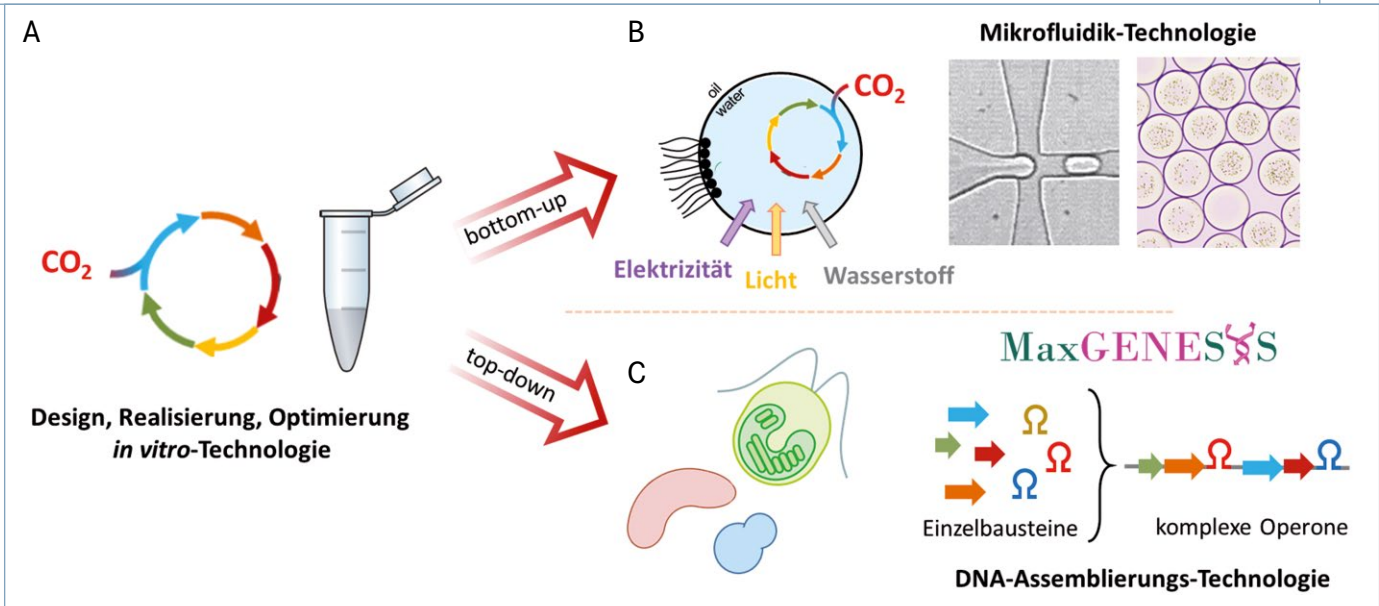 A
CO₂
Design, Realisierung, Optimierung
in vitro-Technologie
bottom-up
top-down
B
oil
water
CO₂
Elektrizität
Licht
Wasserstoff
Mikrofluidik-Technologie
C
MaxGENESYS
Einzelbausteine
Ω
Ω
Ω
komplexe Operone
Ω
Ω
DNA-Assemblierungs-Technologie